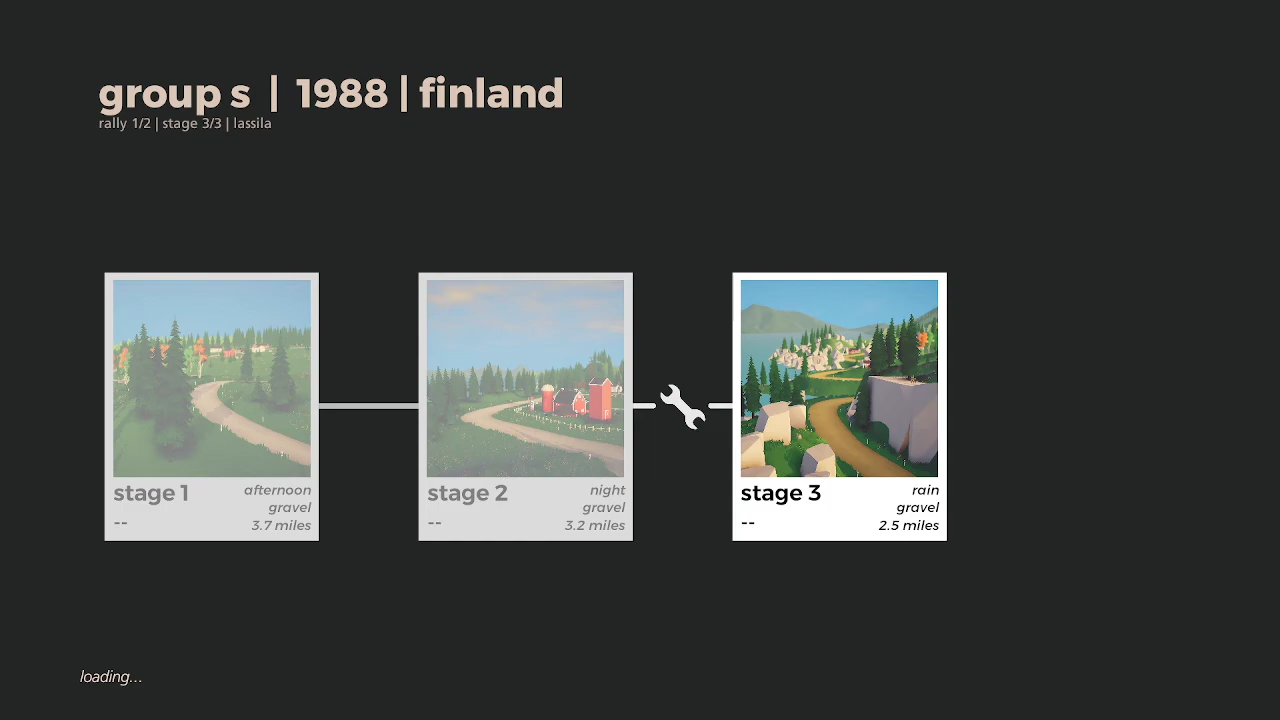 group s | 1988 | finland
rally 1/2 | stage 3/3 | lassila
stage 1
afternoon
gravel
--
3.7 miles
stage 2
night
gravel
--
3.2 miles
stage 3
rain
gravel
--
2.5 miles
loading...